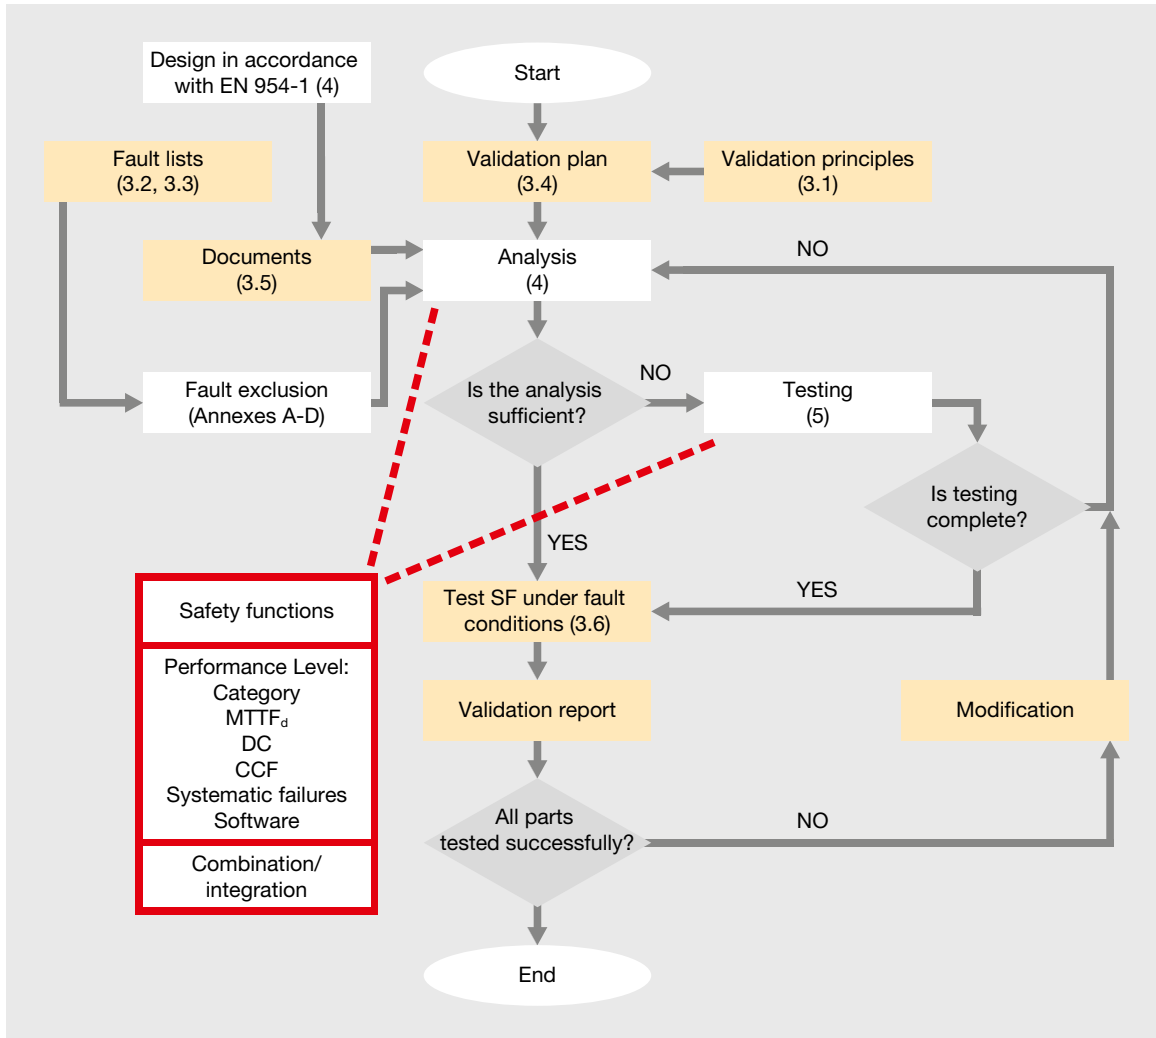 Design in accordance
with EN 954-1 (4)
Start
Fault lists
(3.2, 3.3)
Validation plan
(3.4)
Validation principles
(3.1)
Documents
(3.5)
Analysis
(4)
NO
Fault exclusion
(Annexes A-D)
Is the analysis
sufficient?
NO
Testing
(5)
Is testing
complete?
YES
YES
Safety functions
Test SF under fault
conditions (3.6)
Performance Level:
Category
MTTFd
DC
CCF
Systematic failures
Software
Validation report
Modification
All parts
tested successfully?
NO
Combination/
integration
End